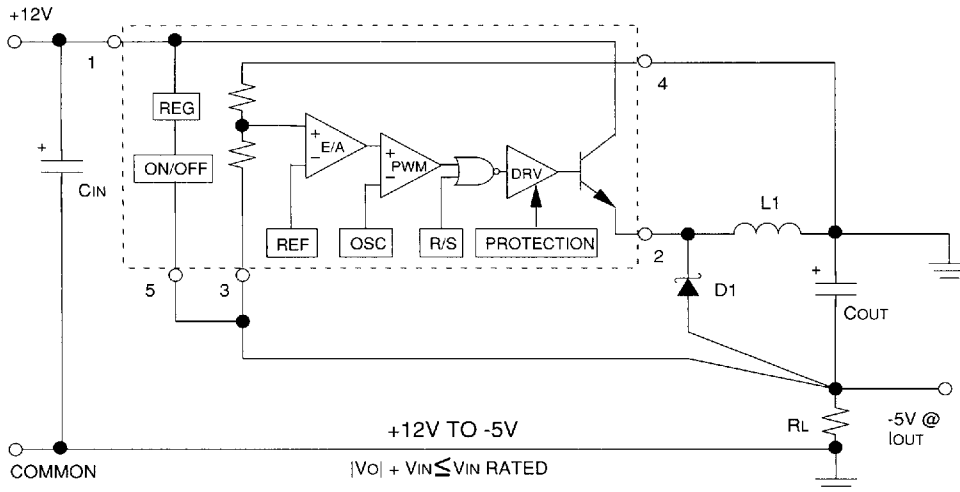 +12V
1
4
REG
+
E/A
−
+
PWM
−
DRV
ON/OFF
+
CIN
REF
OSC
R/S
PROTECTION
2
L1
5
3
D1
+
COUT
+12V TO -5V
RL
-5V @
IOUT
COMMON
|VO| + VIN ≤ VIN RATED